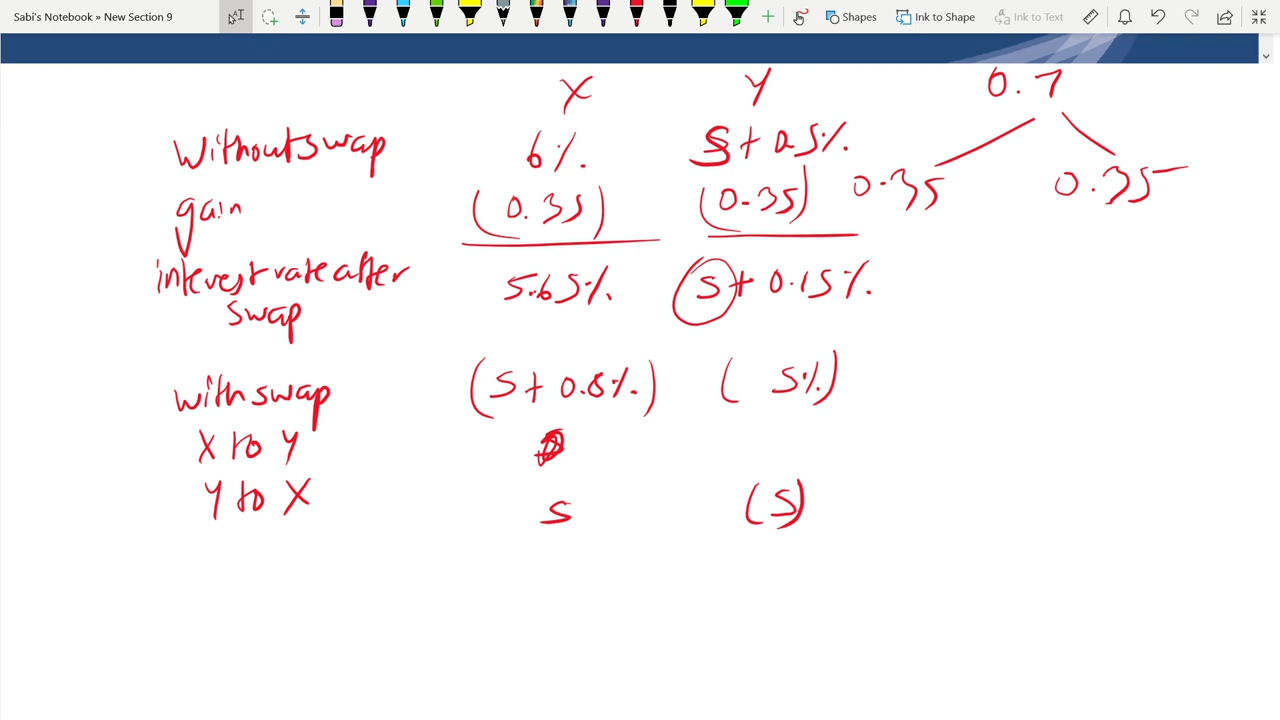 Sabi's Notebook » New Section 9
Shapes
Ink to Shape
Ink to Text
X Y 0.7
Without swap 6% S + 0.5%
gain (0.35) (0.35) 0.35 0.35
interest rate after 5.65% S + 0.15%
swap
with swap (S + 0.8%) (5%)
X to Y
Y to X S (S)